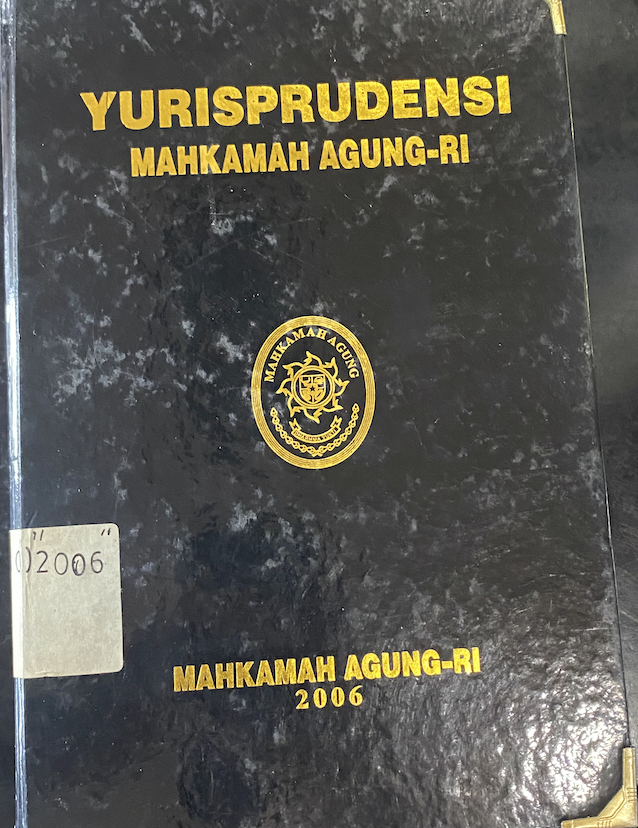 YURISPRUDENSI
MAHKAMAH AGUNG-RI
MAHKAMAH AGUNG
)"2006"
MAHKAMAH AGUNG-RI
2006